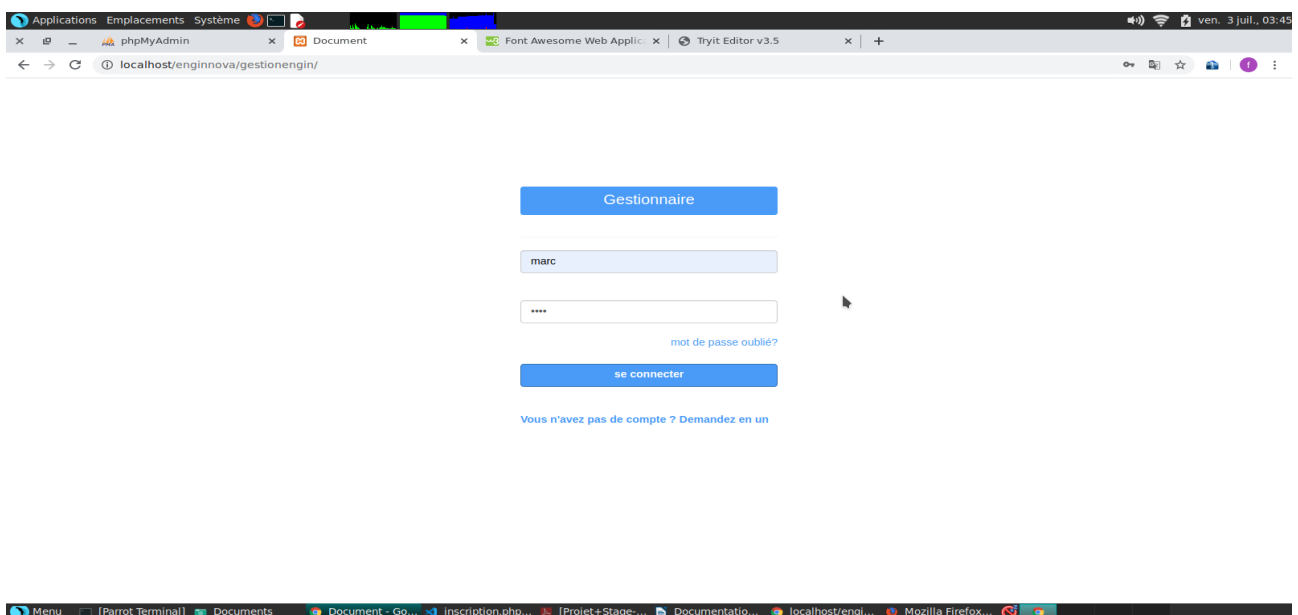 Applications Emplacements Système ven. 3 juil., 03:45
phpMyAdmin Document Font Awesome Web Applic Tryit Editor v3.5
localhost/enginnova/gestionengin/ f
Gestionnaire
marc
••••
mot de passe oublié?
se connecter
Vous n'avez pas de compte ? Demandez en un
Menu [Parrot Terminal] Documents Document - Go... inscription.php... [Projet+Stage-... Documentatio... localhost/engi... Mozilla Firefox...